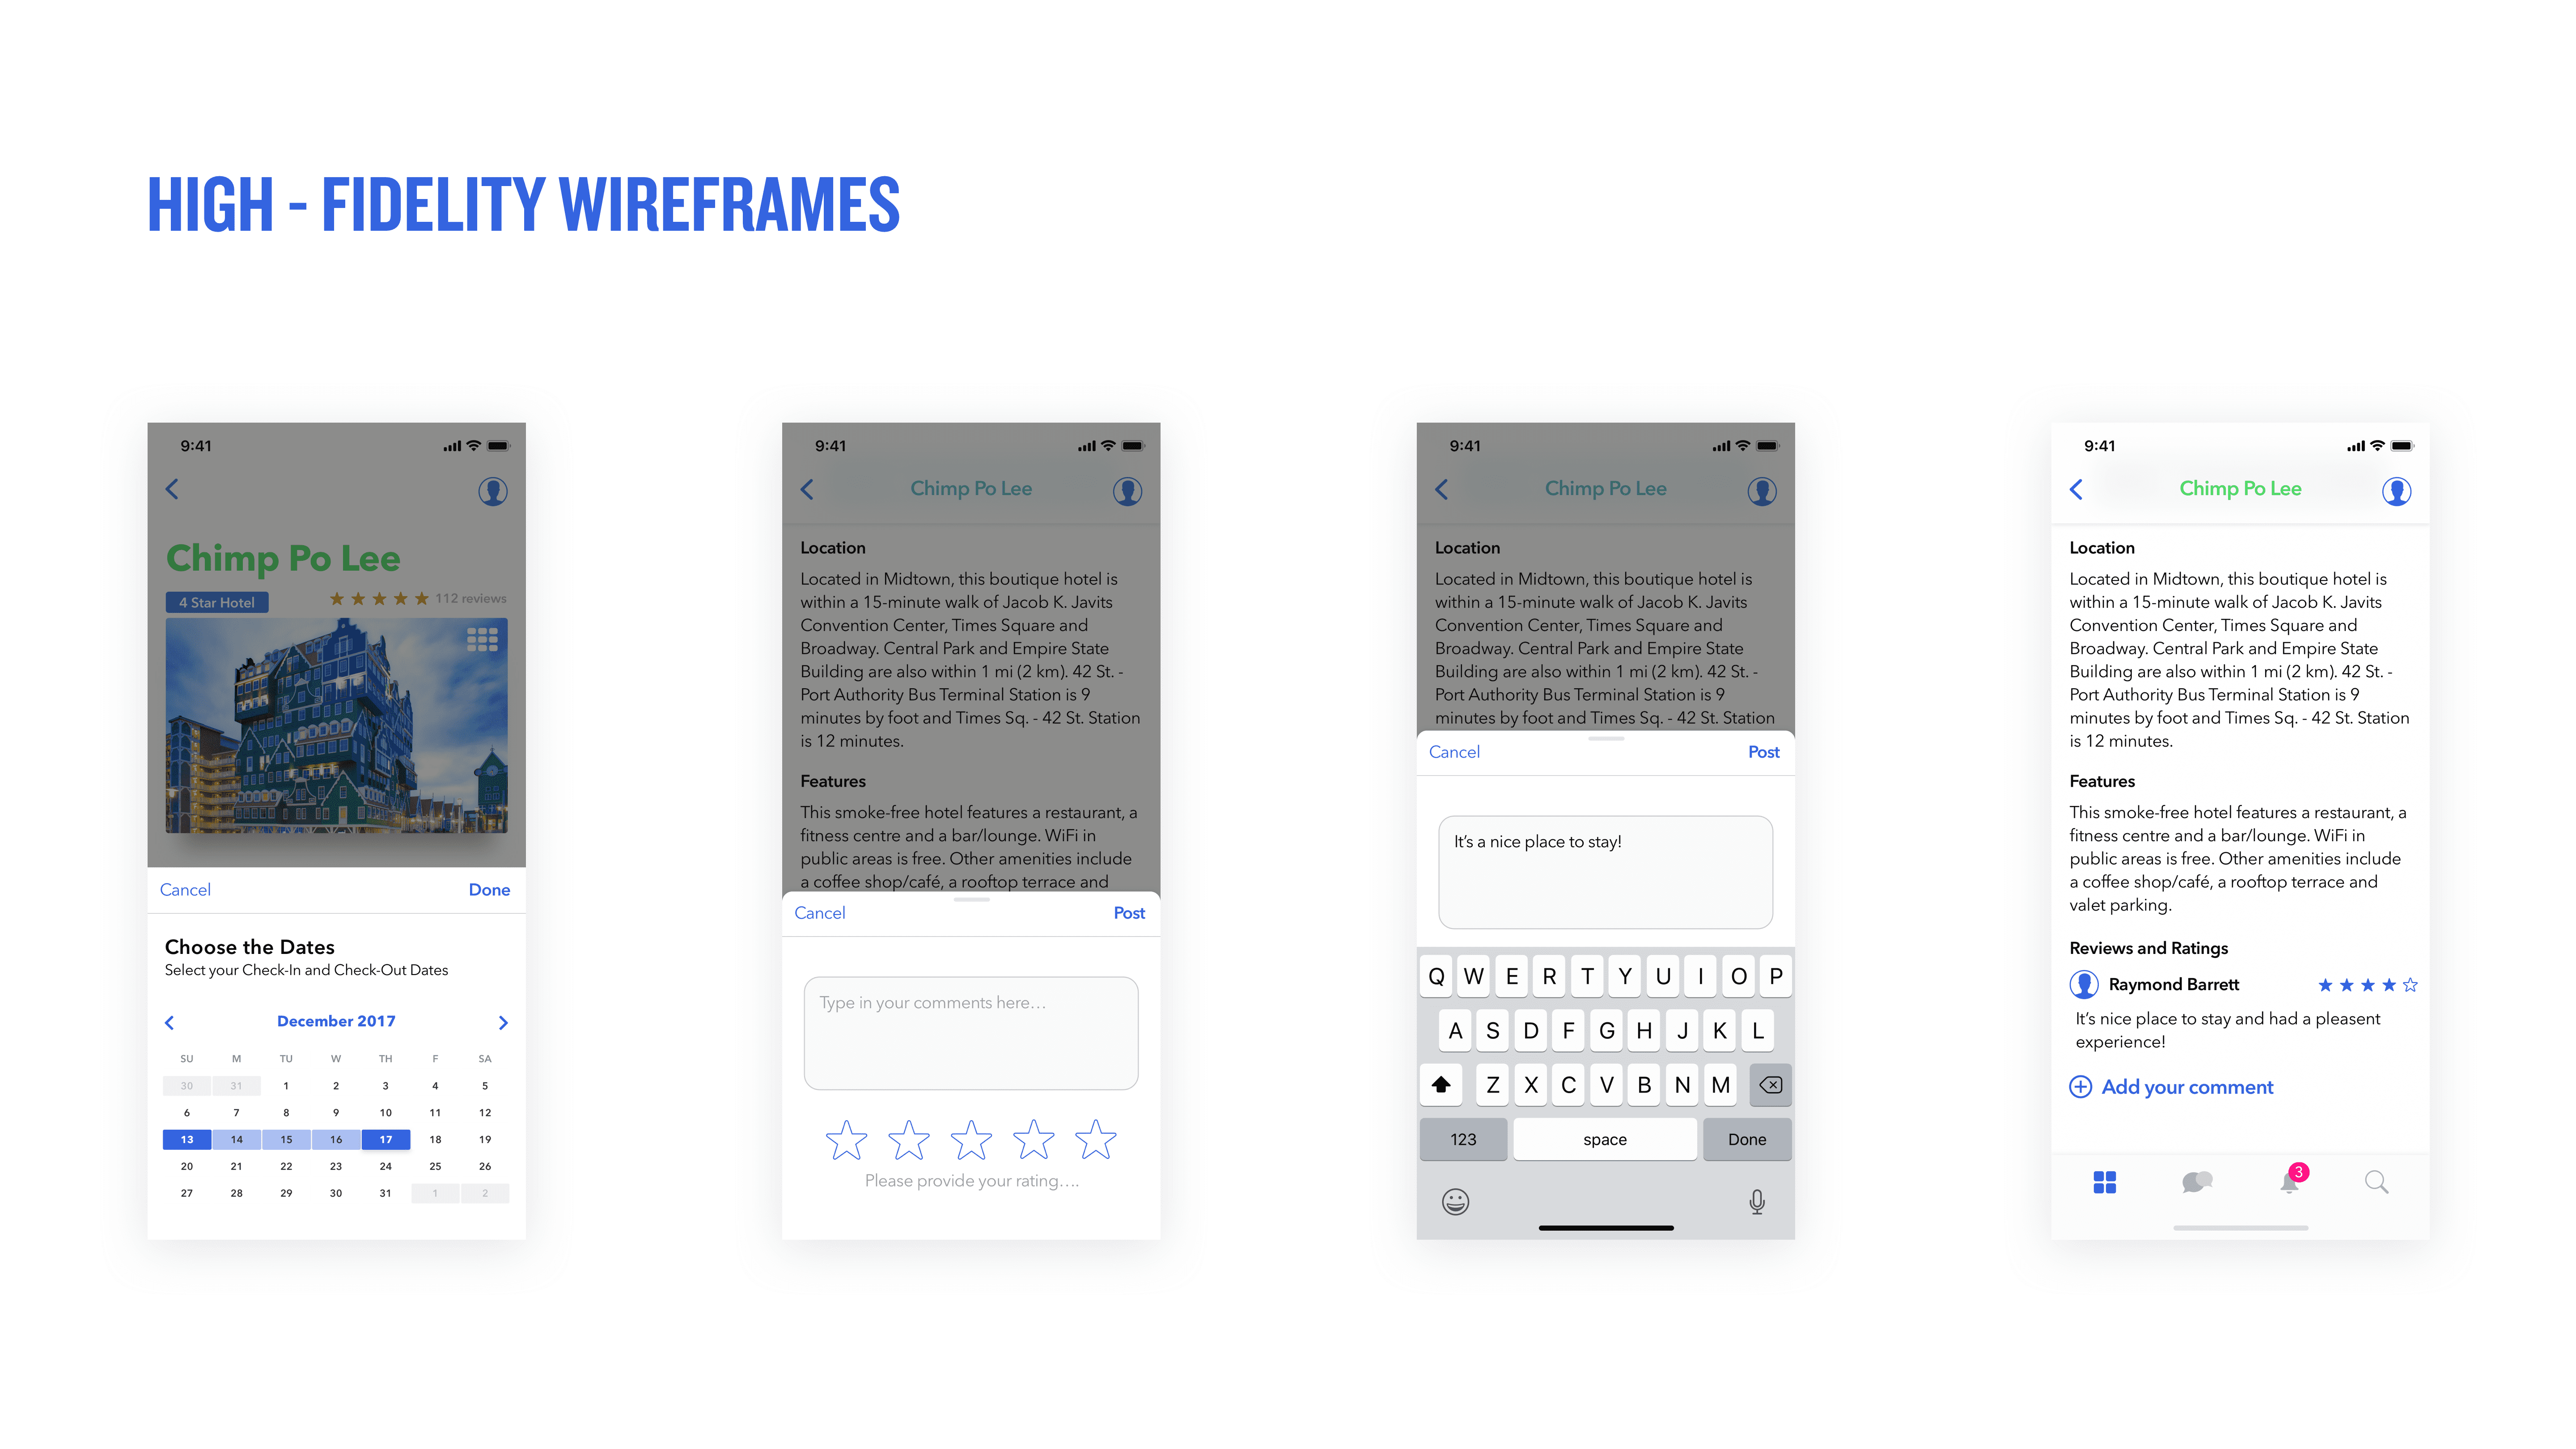 HIGH - FIDELITY WIREFRAMES
9:41
Chimp Po Lee
4 Star Hotel
112 reviews
Cancel
Done
Choose the Dates
Select your Check-In and Check-Out Dates
December 2017
SU M TU W TH F SA
30 31 1 2 3 4 5
6 7 8 9 10 11 12
13 14 15 16 17 18 19
20 21 22 23 24 25 26
27 28 29 30 31 1 2
9:41
Chimp Po Lee
Location
Located in Midtown, this boutique hotel is
within a 15-minute walk of Jacob K. Javits
Convention Center, Times Square and
Broadway. Central Park and Empire State
Building are also within 1 mi (2 km). 42 St. -
Port Authority Bus Terminal Station is 9
minutes by foot and Times Sq. - 42 St. Station
is 12 minutes.
Features
This smoke-free hotel features a restaurant, a
fitness centre and a bar/lounge. WiFi in
public areas is free. Other amenities include
a coffee shop/café, a rooftop terrace and
Cancel
Post
Type in your comments here...
Please provide your rating....
9:41
Chimp Po Lee
Location
Located in Midtown, this boutique hotel is
within a 15-minute walk of Jacob K. Javits
Convention Center, Times Square and
Broadway. Central Park and Empire State
Building are also within 1 mi (2 km). 42 St. -
Port Authority Bus Terminal Station is 9
minutes by foot and Times Sq. - 42 St. Station
Cancel
Post
It's a nice place to stay!
Q W E R T Y U I O P
A S D F G H J K L
Z X C V B N M
123 space Done
9:41
Chimp Po Lee
Location
Located in Midtown, this boutique hotel is
within a 15-minute walk of Jacob K. Javits
Convention Center, Times Square and
Broadway. Central Park and Empire State
Building are also within 1 mi (2 km). 42 St. -
Port Authority Bus Terminal Station is 9
minutes by foot and Times Sq. - 42 St. Station
is 12 minutes.
Features
This smoke-free hotel features a restaurant, a
fitness centre and a bar/lounge. WiFi in
public areas is free. Other amenities include
a coffee shop/café, a rooftop terrace and
valet parking.
Reviews and Ratings
Raymond Barrett
It's nice place to stay and had a pleasent
experience!
Add your comment
3